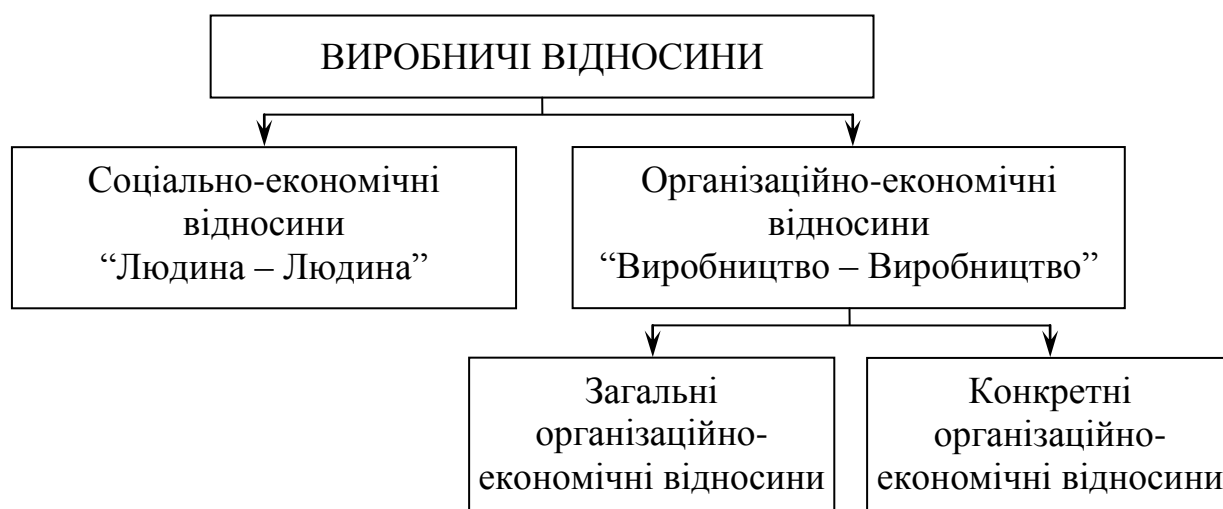 ВИРОБНИЧІ ВІДНОСИНИ
Соціально-економічні
відносини
“Людина – Людина”
Організаційно-економічні
відносини
“Виробництво – Виробництво”
Загальні
організаційно-
економічні відносини
Конкретні
організаційно-
економічні відносини